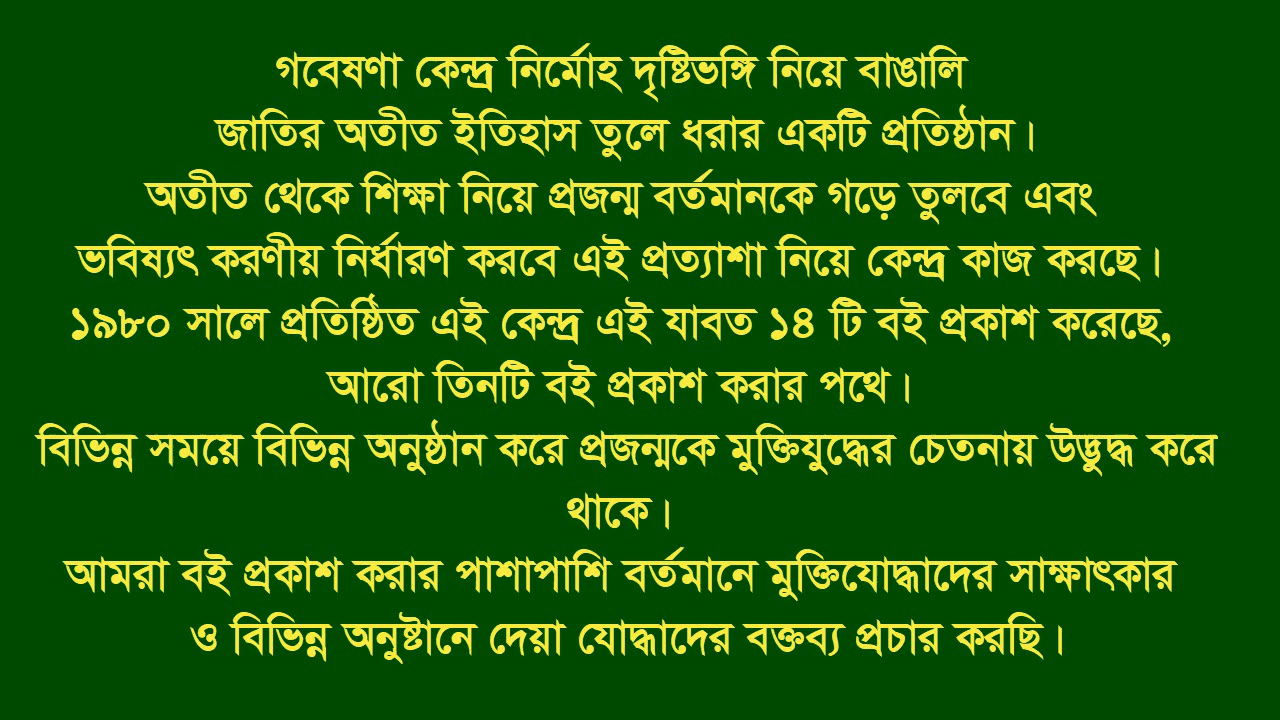 গবেষণা কেন্দ্র নির্মোহ দৃষ্টিভঙ্গি নিয়ে বাঙালি
জাতির অতীত ইতিহাস তুলে ধরার একটি প্রতিষ্ঠান।
অতীত থেকে শিক্ষা নিয়ে প্রজন্ম বর্তমানকে গড়ে তুলবে এবং
ভবিষ্যৎ করণীয় নির্ধারণ করবে এই প্রত্যাশা নিয়ে কেন্দ্র কাজ করছে।
১৯৮০ সালে প্রতিষ্ঠিত এই কেন্দ্র এই যাবত ১৪ টি বই প্রকাশ করেছে,
আরো তিনটি বই প্রকাশ করার পথে।
বিভিন্ন সময়ে বিভিন্ন অনুষ্ঠান করে প্রজন্মকে মুক্তিযুদ্ধের চেতনায় উদ্ভুদ্ধ করে
থাকে।
আমরা বই প্রকাশ করার পাশাপাশি বর্তমানে মুক্তিযোদ্ধাদের সাক্ষাৎকার
ও বিভিন্ন অনুষ্টানে দেয়া যোদ্ধাদের বক্তব্য প্রচার করছি।